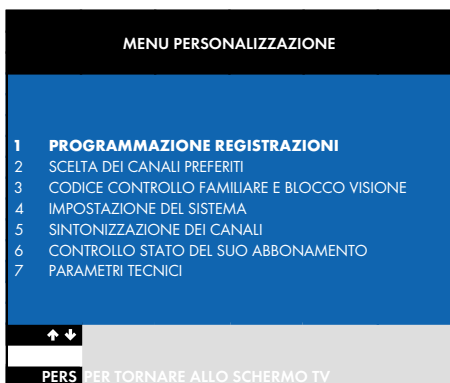 MENU PERSONALIZZAZIONE
1 PROGRAMMAZIONE REGISTRAZIONI
2 SCELTA DEI CANALI PREFERITI
3 CODICE CONTROLLO FAMILIARE E BLOCCO VISIONE
4 IMPOSTAZIONE DEL SISTEMA
5 SINTONIZZAZIONE DEI CANALI
6 CONTROLLO STATO DEL SUO ABBONAMENTO
7 PARAMETRI TECNICI
PERS PER TORNARE ALLO SCHERMO TV